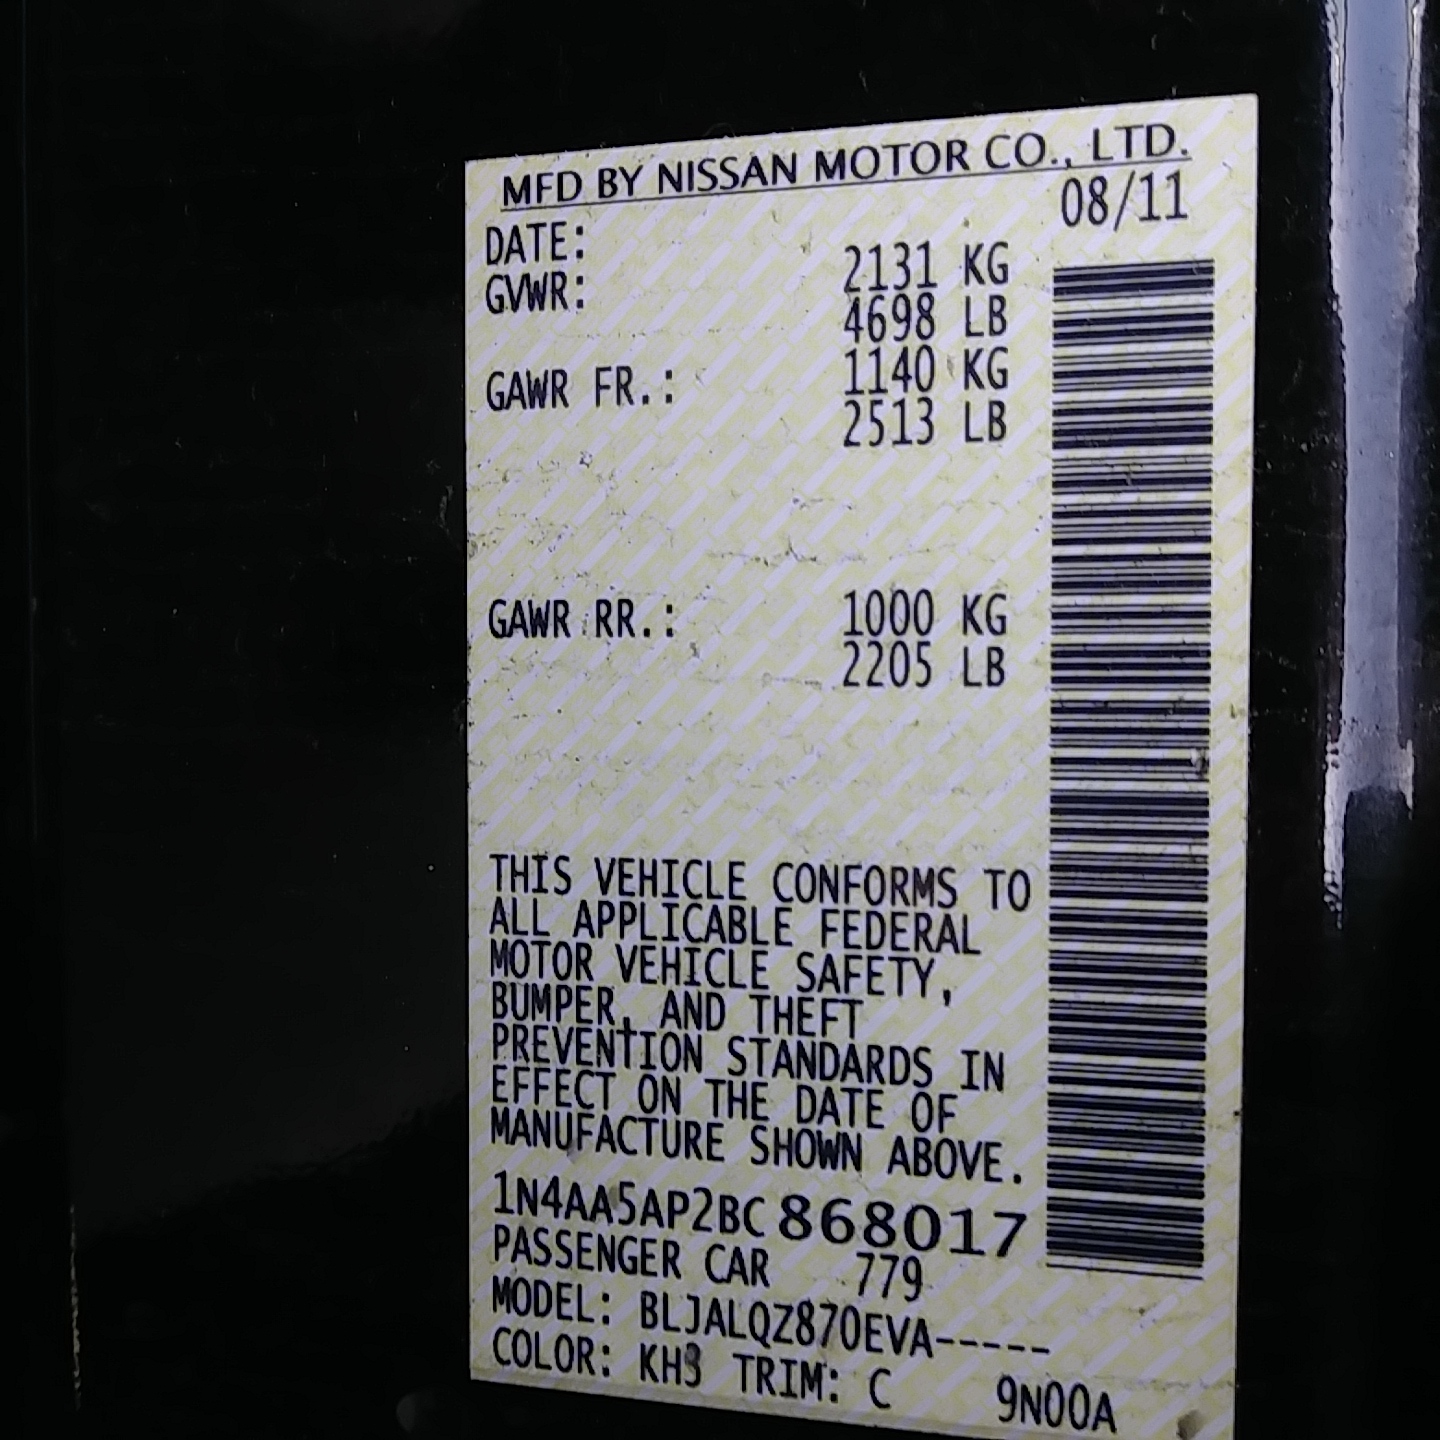 MFD BY NISSAN MOTOR CO., LTD.
DATE: 08/11
GVWR: 2131 KG
4698 LB
GAWR FR.: 1140 KG
2513 LB
GAWR RR.: 1000 KG
2205 LB
THIS VEHICLE CONFORMS TO
ALL APPLICABLE FEDERAL
MOTOR VEHICLE SAFETY,
BUMPER, AND THEFT
PREVENTION STANDARDS IN
EFFECT ON THE DATE OF
MANUFACTURE SHOWN ABOVE.
1N4AA5AP2BC868017
PASSENGER CAR 779
MODEL: BLJALQZ870EVA-----
COLOR: KH3 TRIM: C 9N00A